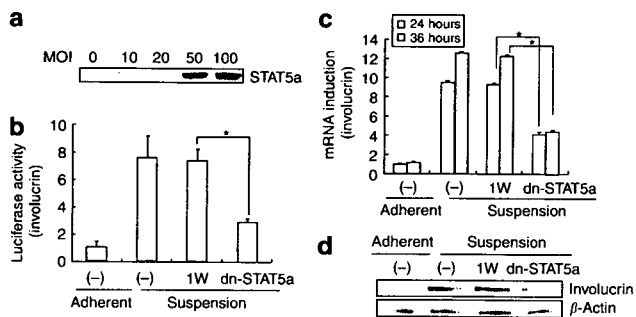 a
MOI 0 10 20 50 100
STAT5a
b
Luciferase activity
(involucrin)
10
8
6
4
2
0
*
(–) (–) 1W dn-STAT5a
Adherent Suspension
c
24 hours
36 hours
mRNA induction
(involucrin)
14
12
10
8
6
4
2
0
*
*
(–) (–) 1W dn-STAT5a
Adherent Suspension
d
Adherent Suspension
(–) (–) 1W dn-STAT5a
Involucrin
β-Actin